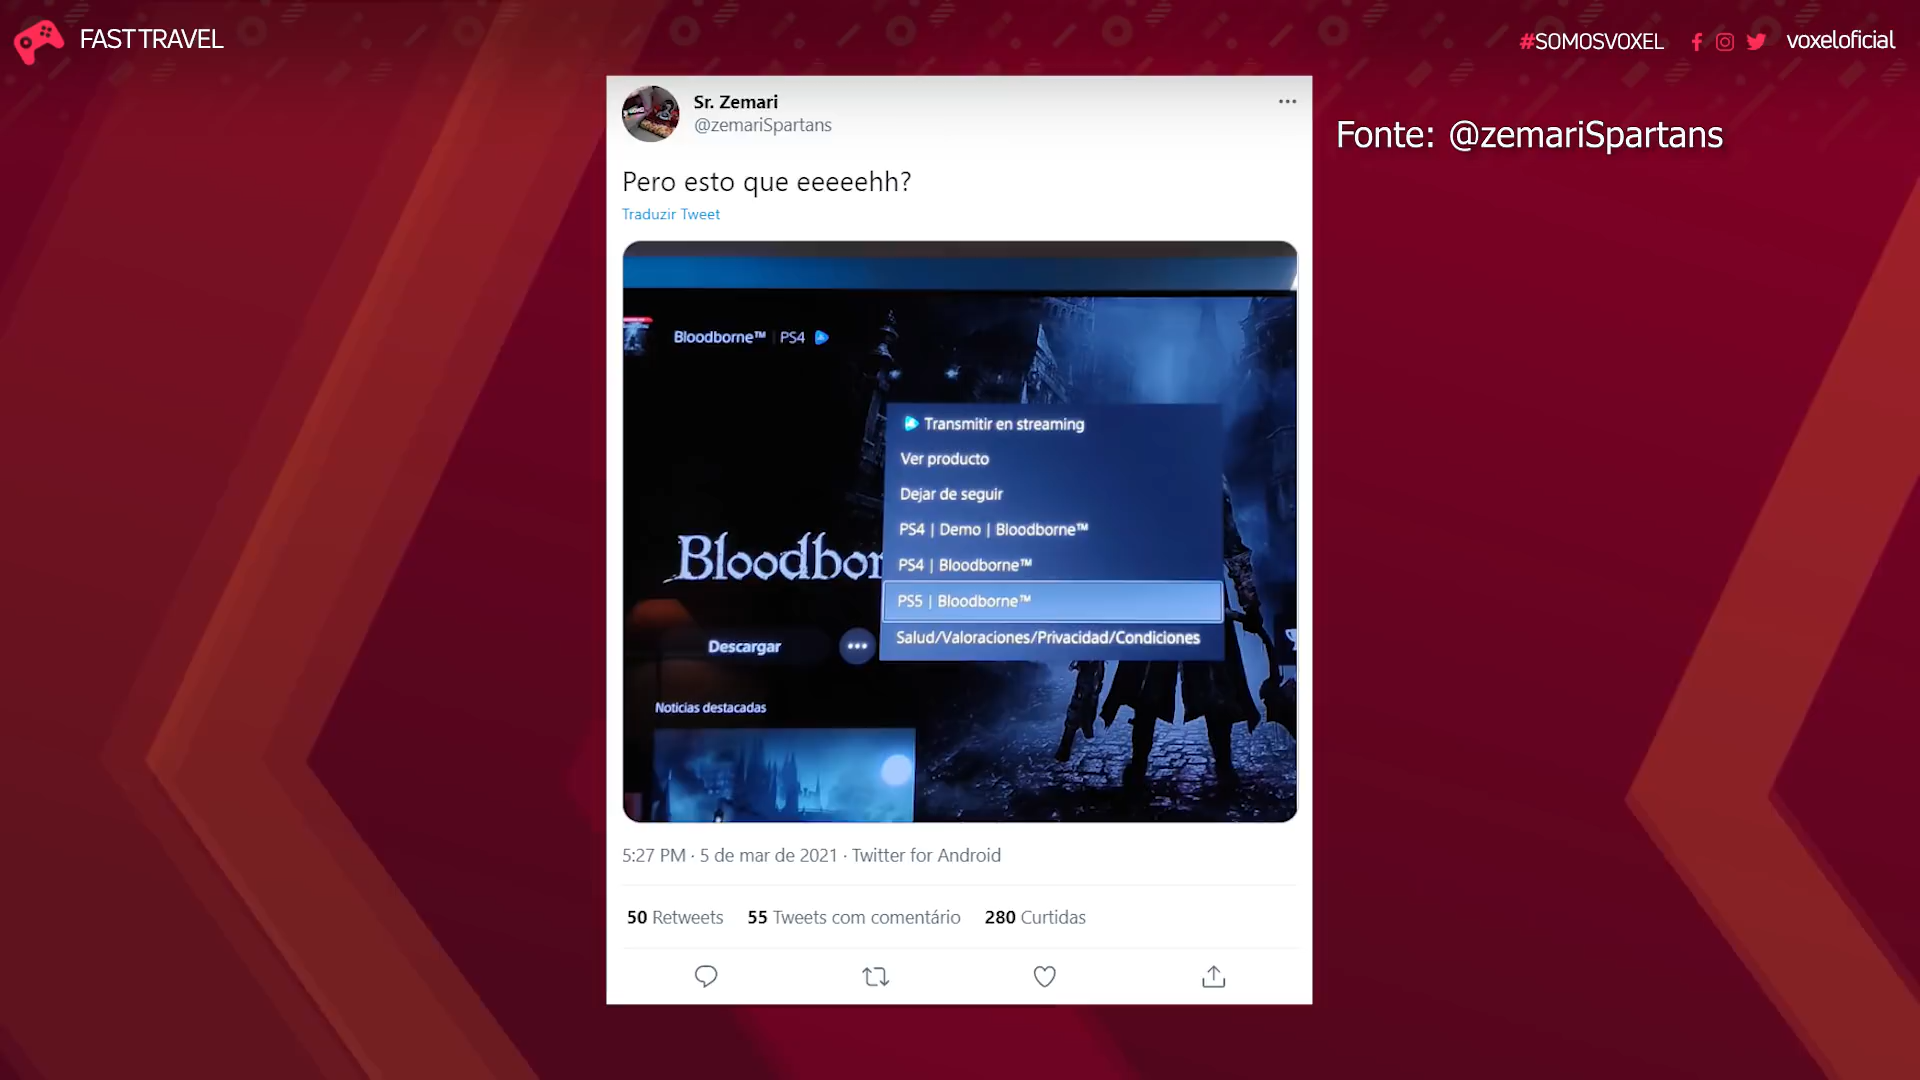 FAST TRAVEL
#SOMOSVOXEL
voxeloficial
Sr. Zemari
@zemariSpartans
Fonte: @zemariSpartans
Pero esto que eeeeehh?
Traduzir Tweet
Bloodborne™ | PS4
Transmitir en streaming
Ver producto
Dejar de seguir
PS4 | Demo | Bloodborne™
PS4 | Bloodborne™
Bloodbor
PS5 | Bloodborne™
Salud/Valoraciones/Privacidad/Condiciones
Descargar
Noticias destacadas
5:27 PM · 5 de mar de 2021 · Twitter for Android
50 Retweets 55 Tweets com comentário 280 Curtidas